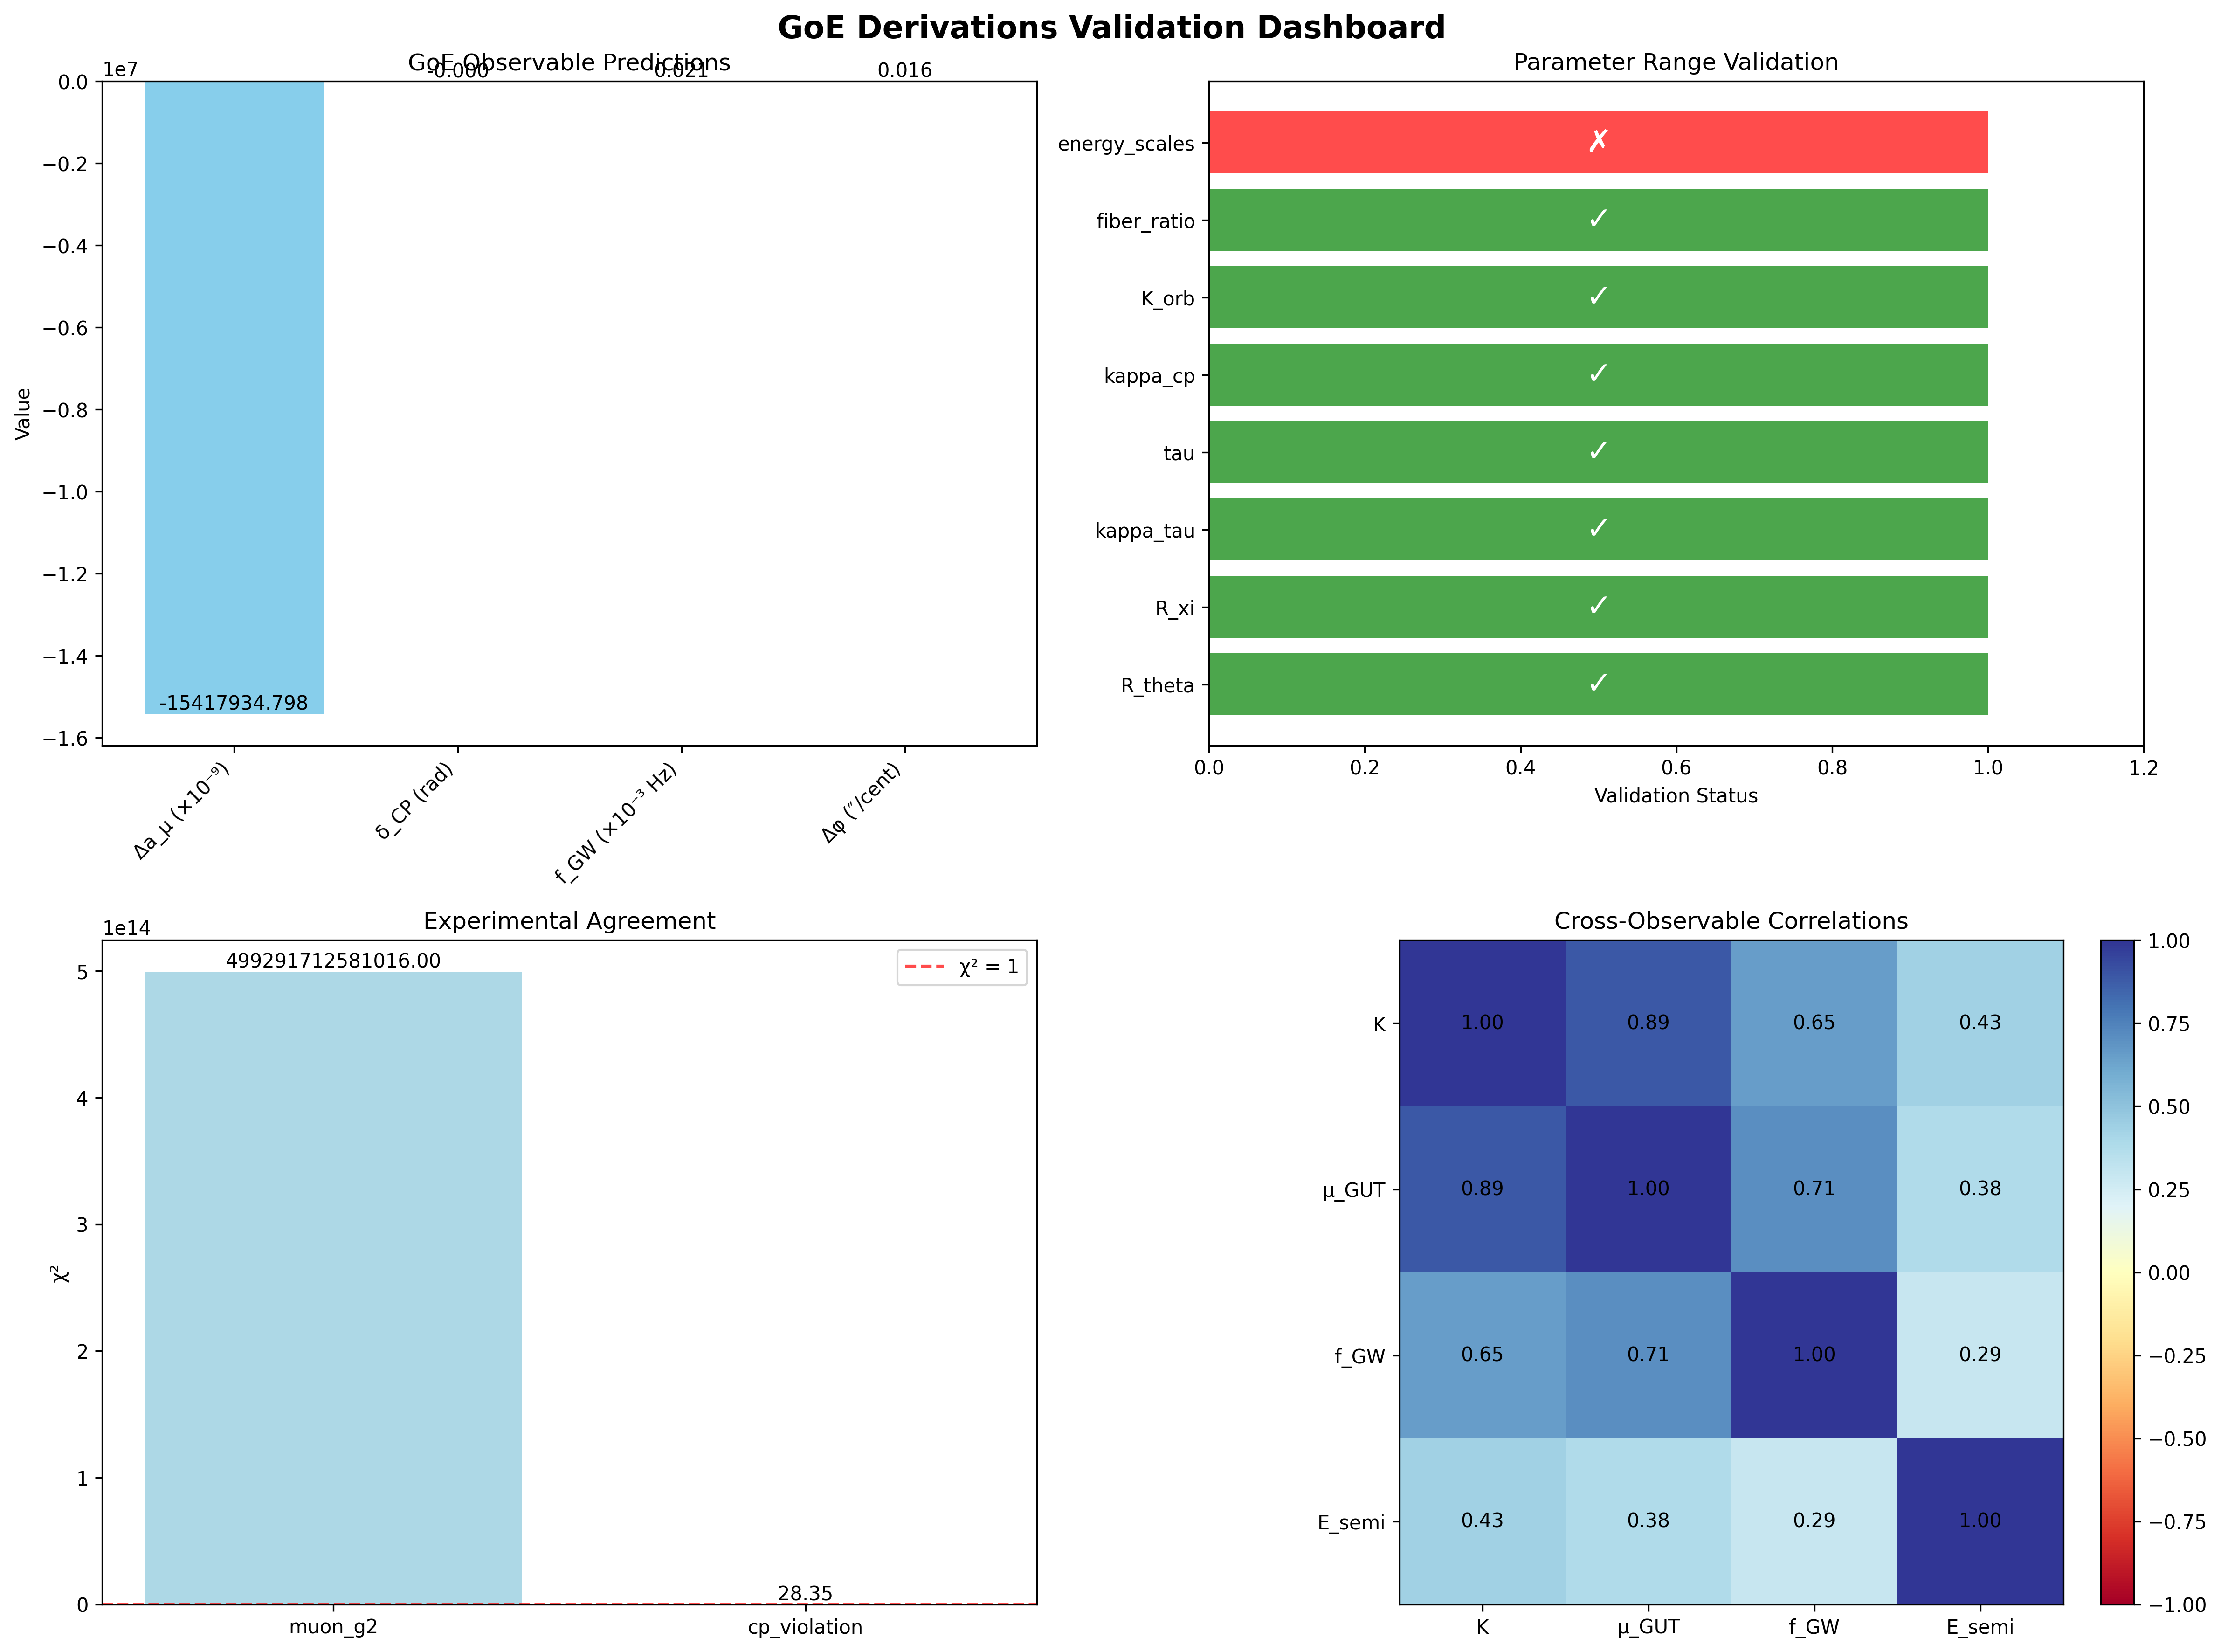 GoE Derivations Validation Dashboard
GoE Observable Predictions
1e7
-0.000
0.021
0.016
0.0
−0.2
−0.4
−0.6
−0.8
−1.0
−1.2
−1.4
−1.6
Value
-15417934.798
Δa_μ (×10⁻⁹)
δ_CP (rad)
f_GW (×10⁻³ Hz)
Δφ (″/cent)
Parameter Range Validation
energy_scales ✗
fiber_ratio ✓
K_orb ✓
kappa_cp ✓
tau ✓
kappa_tau ✓
R_xi ✓
R_theta ✓
0.0 0.2 0.4 0.6 0.8 1.0 1.2
Validation Status
Experimental Agreement
1e14
499291712581016.00
χ² = 1
5
4
3
2
1
0
χ²
28.35
muon_g2 cp_violation
Cross-Observable Correlations
K 1.00 0.89 0.65 0.43
μ_GUT 0.89 1.00 0.71 0.38
f_GW 0.65 0.71 1.00 0.29
E_semi 0.43 0.38 0.29 1.00
K μ_GUT f_GW E_semi
1.00
0.75
0.50
0.25
0.00
−0.25
−0.50
−0.75
−1.00